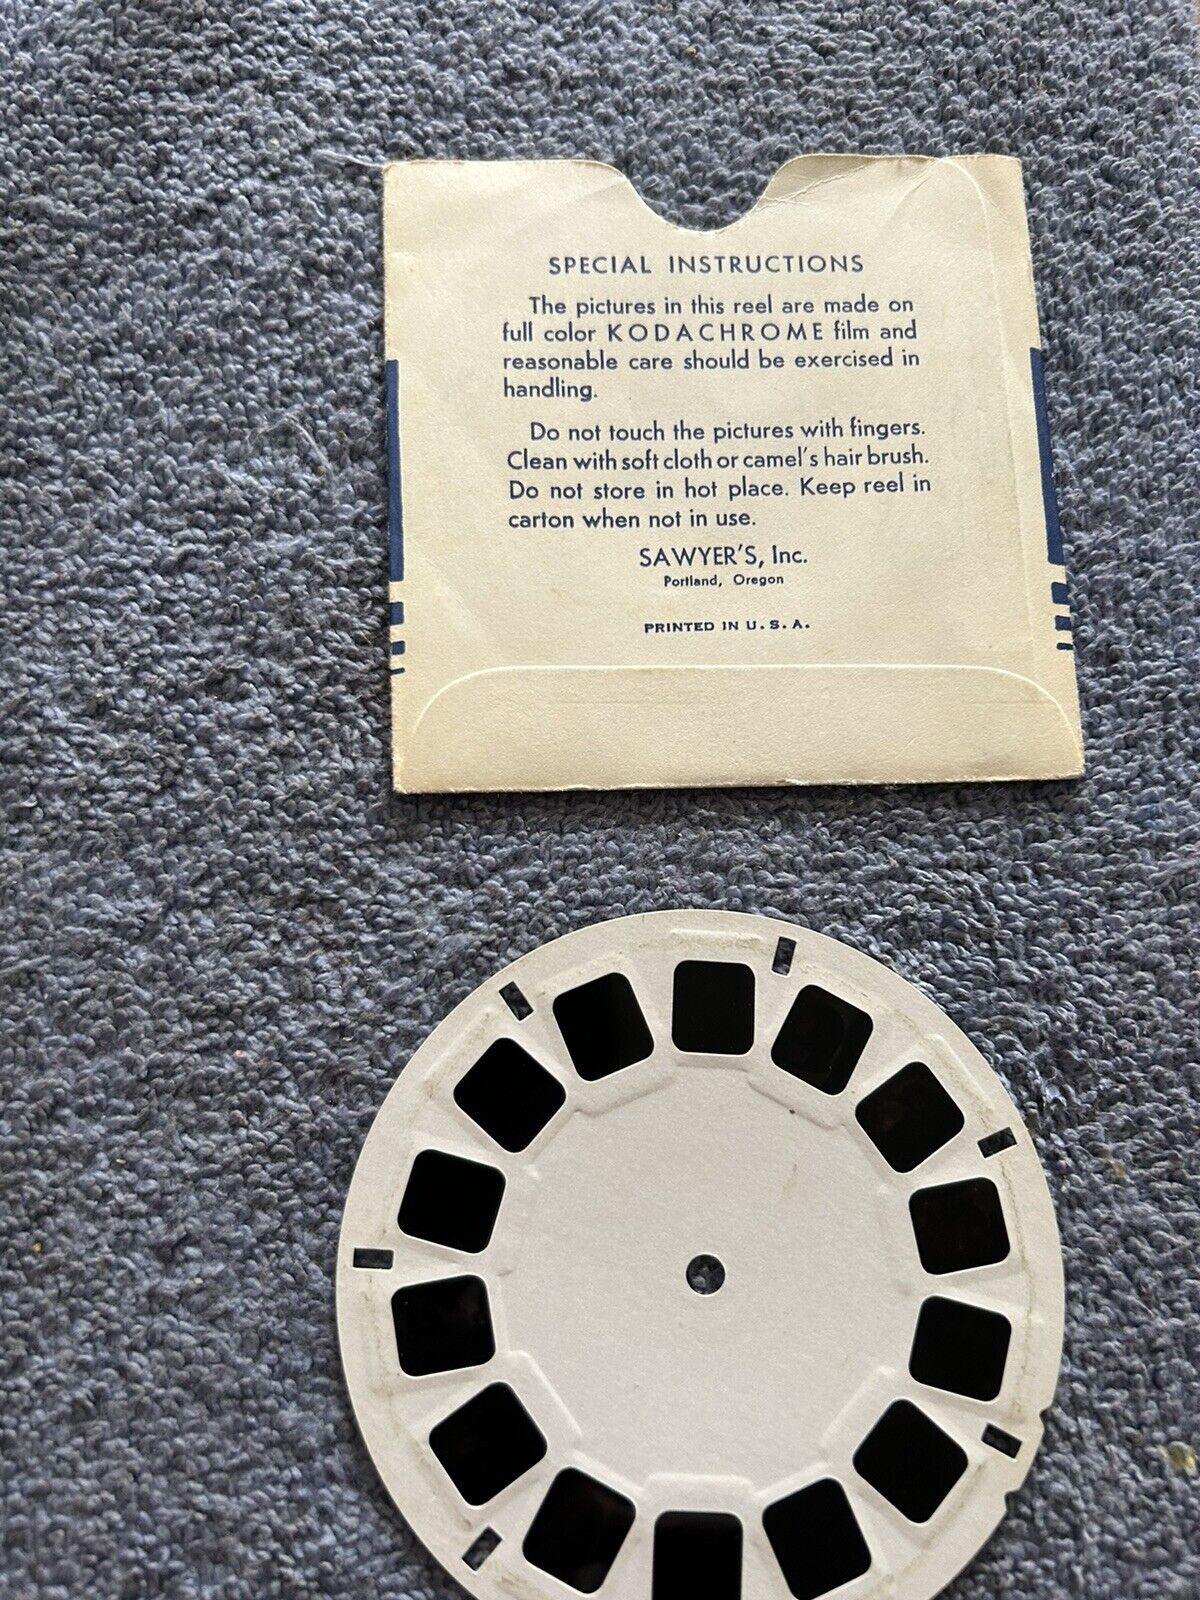 SPECIAL INSTRUCTIONS
The pictures in this reel are made on
full color KODACHROME film and
reasonable care should be exercised in
handling.
Do not touch the pictures with fingers.
Clean with soft cloth or camel's hair brush.
Do not store in hot place. Keep reel in
carton when not in use.
SAWYER'S, Inc.
Portland, Oregon
PRINTED IN U. S. A.